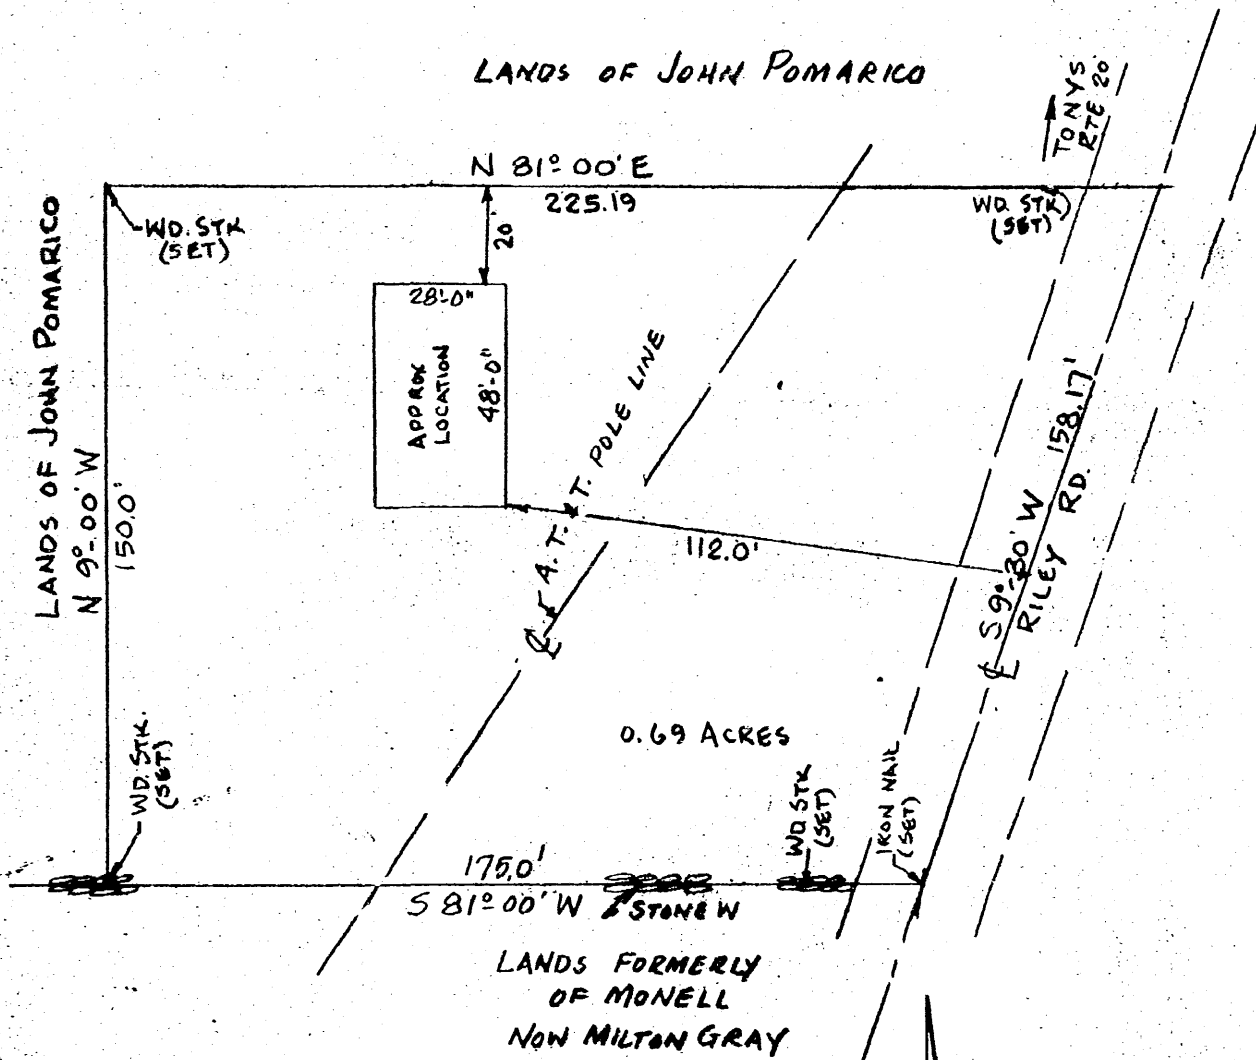 LANDS OF JOHN POMARICO
TO NYS
RTE 20
N 81° 00' E
225.19
WD. STK
(SET)
WD. STK
(SET)
20'
28'-0"
48'-0"
APPROX
LOCATION
LANDS OF JOHN POMARICO
N 9°-00' W
150.0'
℄ A. T. & T. POLE LINE
112.0'
158.17'
℄ S 9°-30' W
RILEY RD.
0.69 ACRES
WD. STK.
(SET)
WD STK
(SET)
IRON NAIL
(SET)
175.0'
S 81° 00' W
STONE W
LANDS FORMERLY
OF MONELL
NOW MILTON GRAY